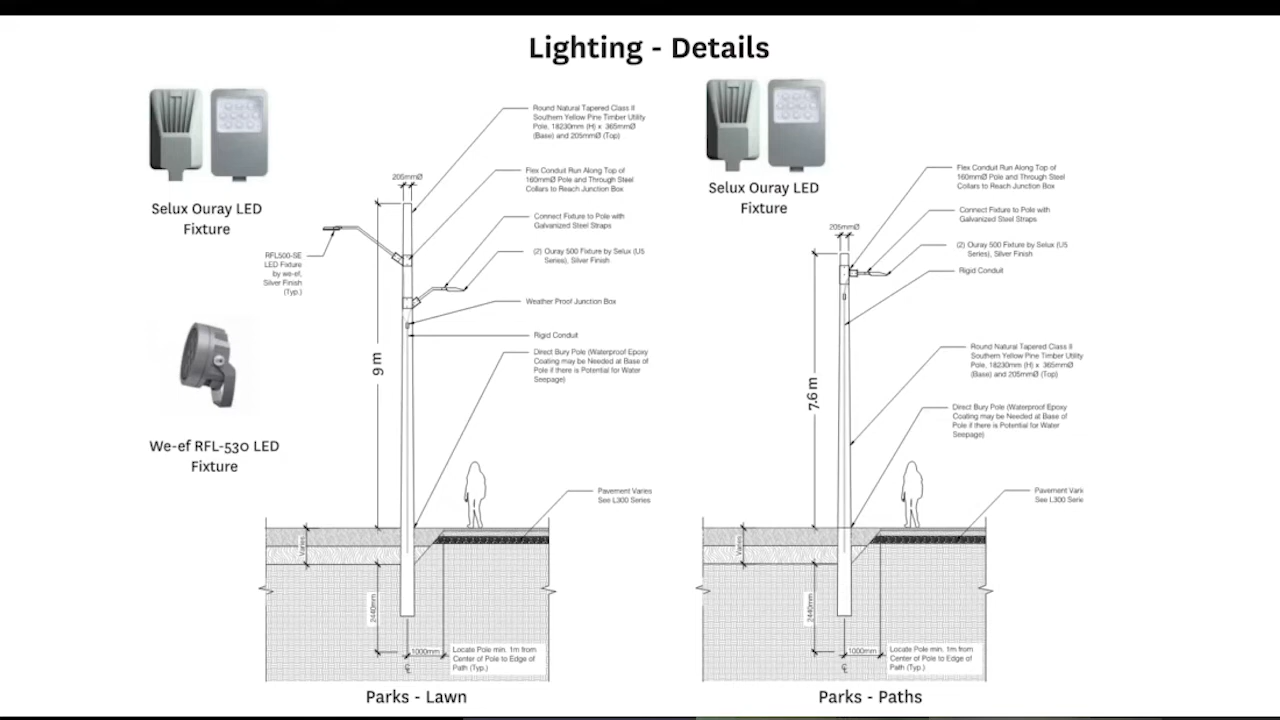 Lighting - Details
Selux Ouray LED
Fixture
RFL500-SE
LED Fixture
by we-ef,
Silver Finish
(Typ.)
We-ef RFL-530 LED
Fixture
205mmØ
9 m
Round Natural Tapered Class II
Southern Yellow Pine Timber Utility
Pole, 18230mm (H) x 365mmØ
(Base) and 205mmØ (Top)
Flex Conduit Run Along Top of
160mmØ Pole and Through Steel
Collars to Reach Junction Box
Connect Fixture to Pole with
Galvanized Steel Straps
(2) Ouray 500 Fixture by Selux (U5
Series), Silver Finish
Weather Proof Junction Box
Rigid Conduit
Direct Bury Pole (Waterproof Epoxy
Coating may be Needed at Base of
Pole if there is Potential for Water
Seepage)
Pavement Varies
See L300 Series
Varies
2440mm
1000mm
Locate Pole min. 1m from
Center of Pole to Edge of
Path (Typ.)
Parks - Lawn
Selux Ouray LED
Fixture
205mmØ
7.6 m
Flex Conduit Run Along Top of
160mmØ Pole and Through Steel
Collars to Reach Junction Box
Connect Fixture to Pole with
Galvanized Steel Straps
(2) Ouray 500 Fixture by Selux (U5
Series), Silver Finish
Rigid Conduit
Round Natural Tapered Class II
Southern Yellow Pine Timber Utility
Pole, 18230mm (H) x 365mmØ
(Base) and 205mmØ (Top)
Direct Bury Pole (Waterproof Epoxy
Coating may be Needed at Base of
Pole if there is Potential for Water
Seepage)
Pavement Vari
See L300 Serie
Varies
2440mm
1000mm
Locate Pole min. 1m from
Center of Pole to Edge of
Path (Typ.)
Parks - Paths